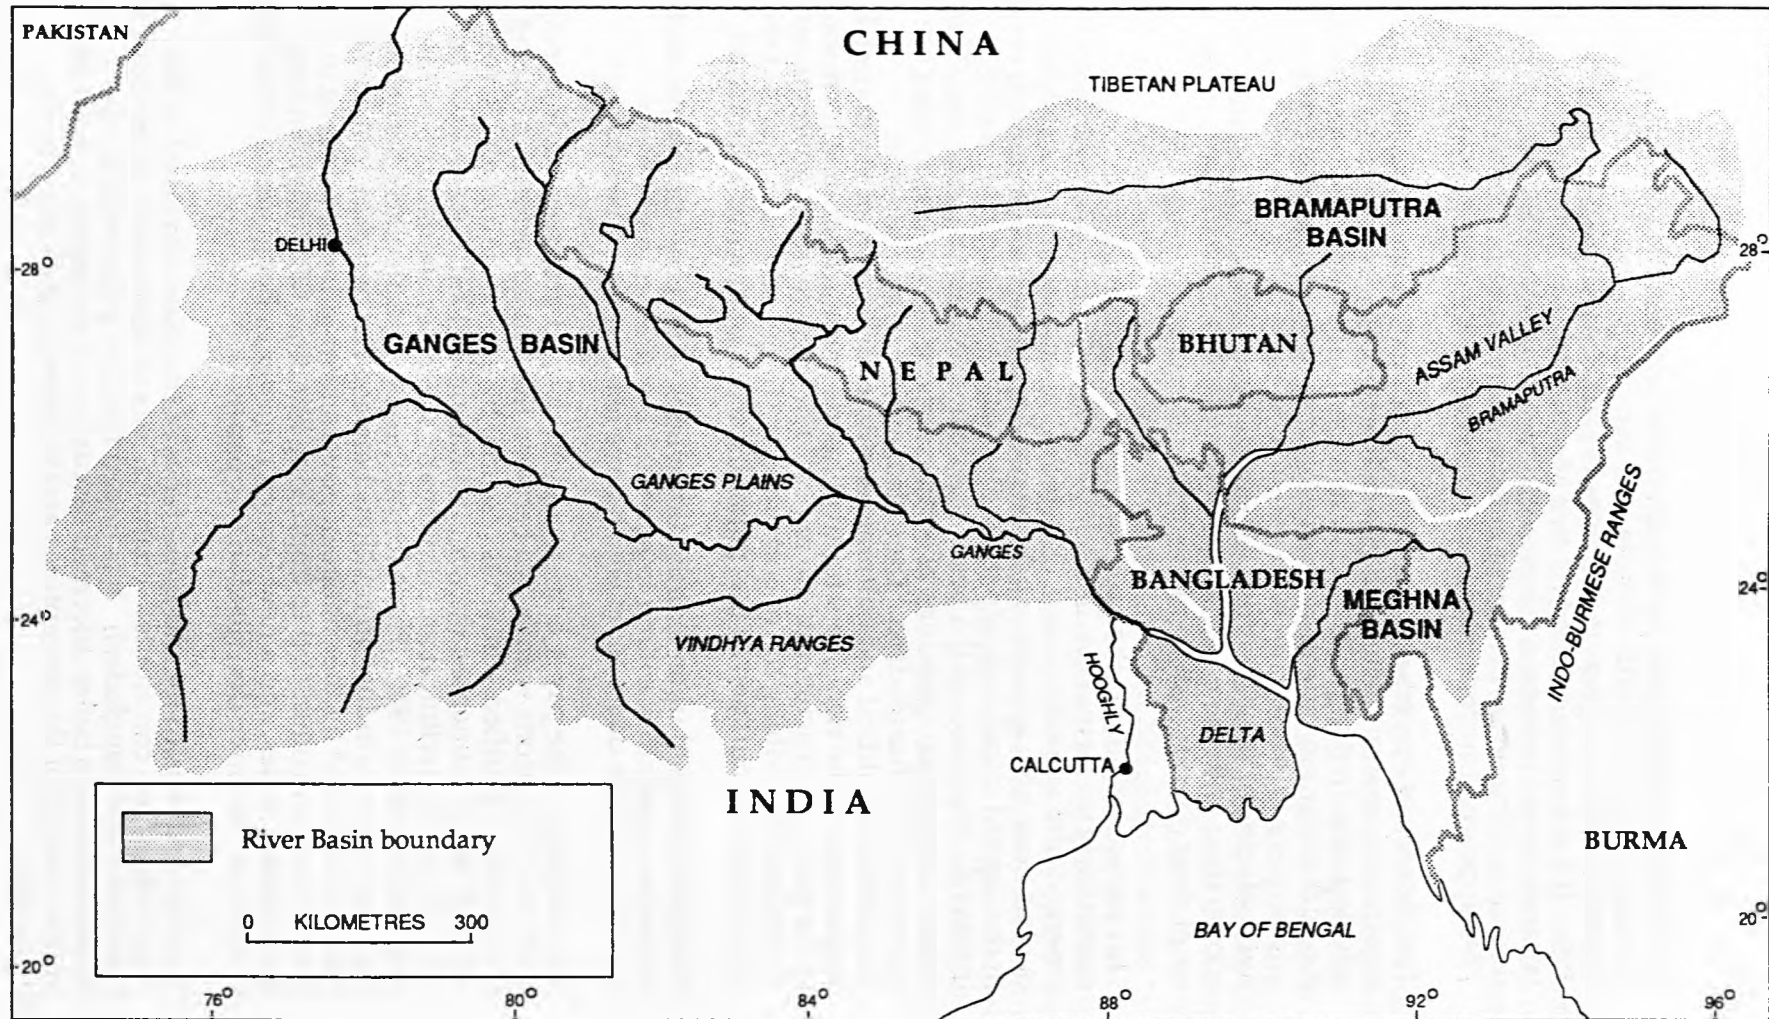 PAKISTAN
CHINA
TIBETAN PLATEAU
BRAMAPUTRA
BASIN
DELHI
28°
28°
GANGES BASIN
NEPAL
BHUTAN
ASSAM VALLEY
BRAMAPUTRA
GANGES PLAINS
GANGES
BANGLADESH
MEGHNA
BASIN
INDO-BURMESE RANGES
24°
24°
VINDHYA RANGES
HOOGHLY
DELTA
CALCUTTA
INDIA
BURMA
River Basin boundary
0 KILOMETRES 300
BAY OF BENGAL
20°
20°
76°
80°
84°
88°
92°
96°